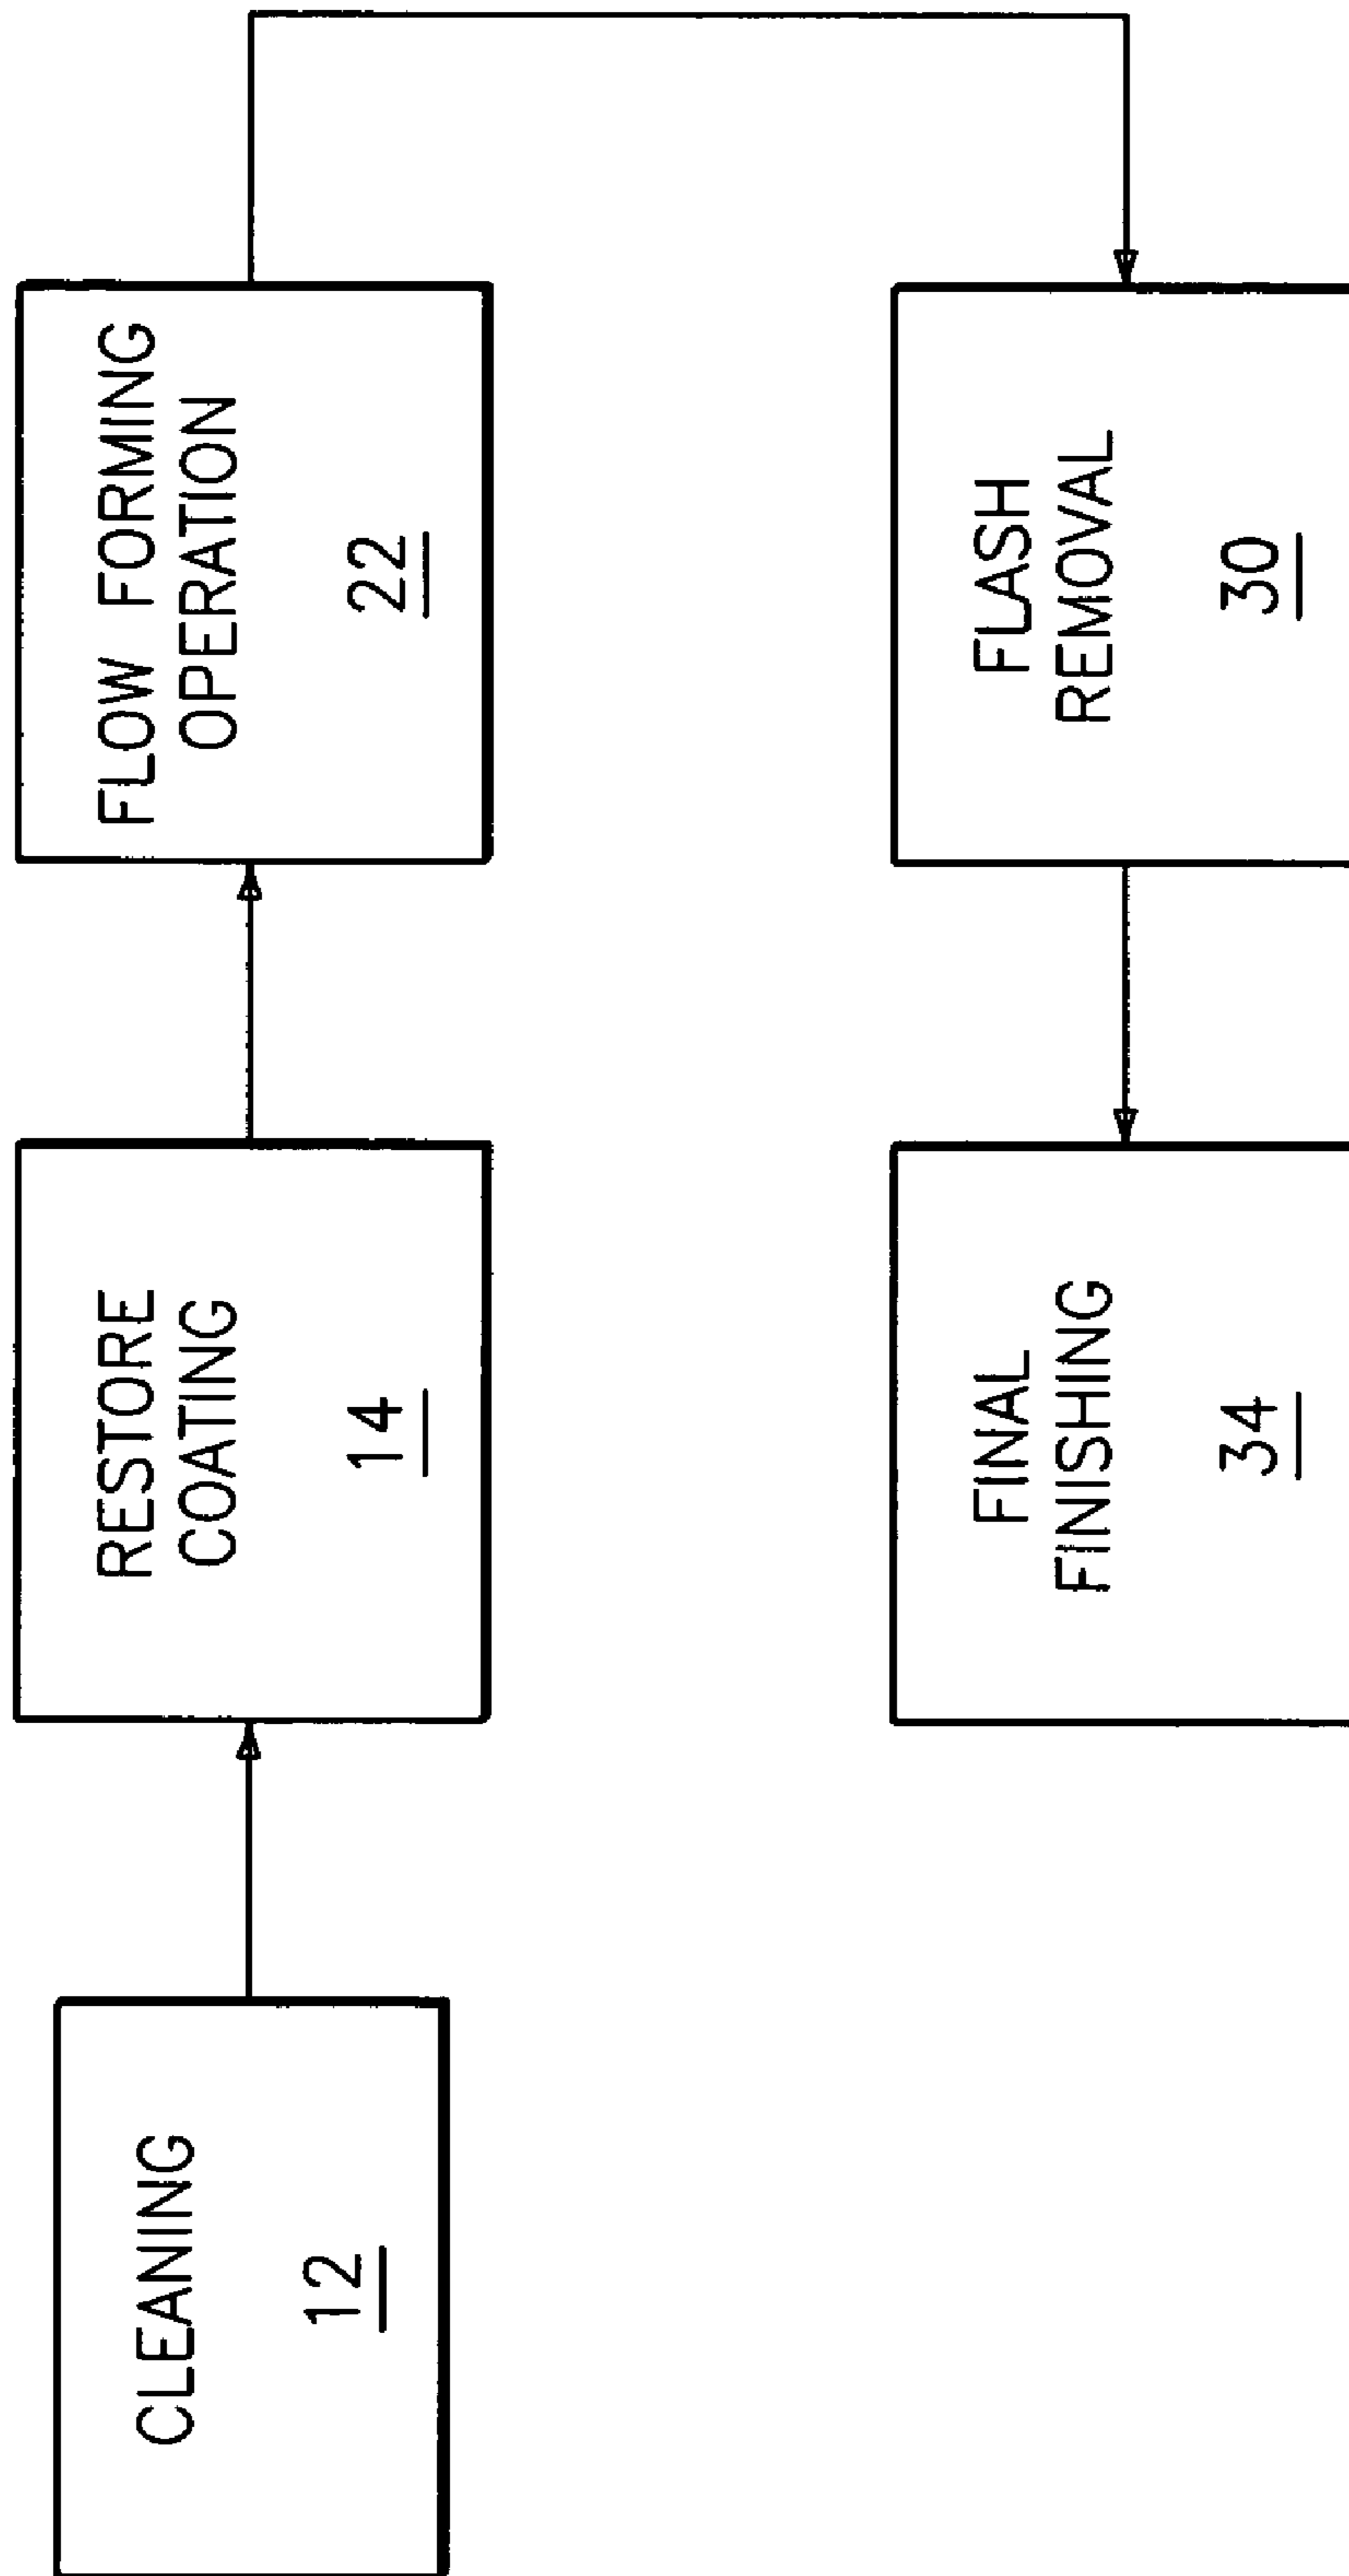 CLEANING
12
RESTORE
COATING
14
FLOW FORMING
OPERATION
22
FLASH
REMOVAL
30
FINAL
FINISHING
34